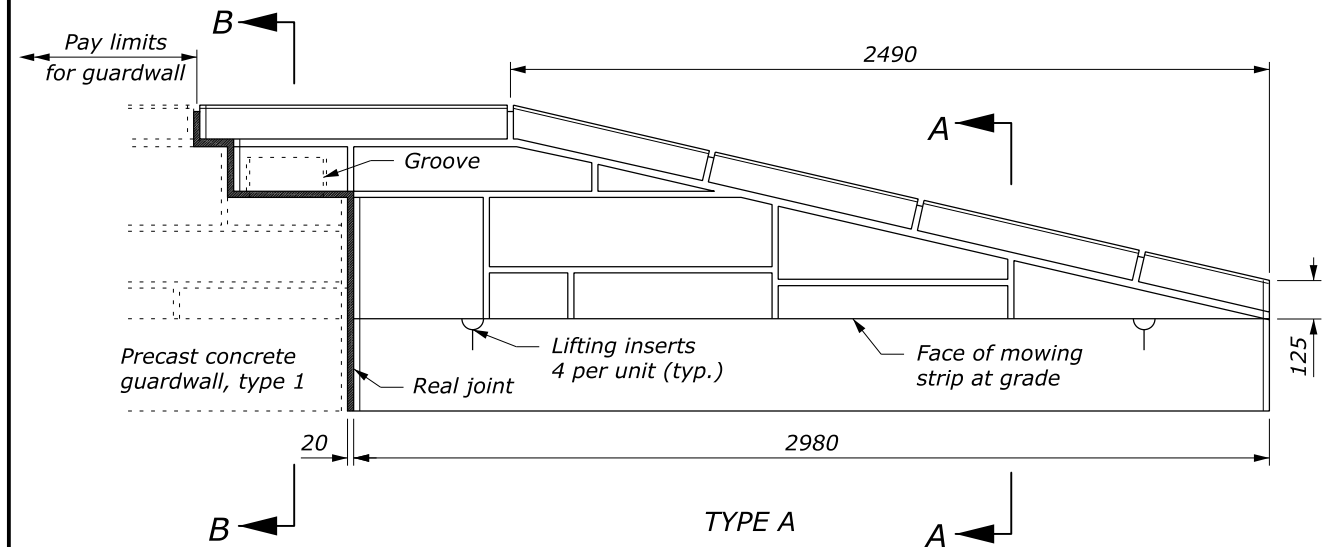 B
A
Pay limits
for guardwall
2490
A
Groove
Precast concrete
guardwall, type 1
Lifting inserts
4 per unit (typ.)
Real joint
Face of mowing
strip at grade
125
20
2980
B
TYPE A
A